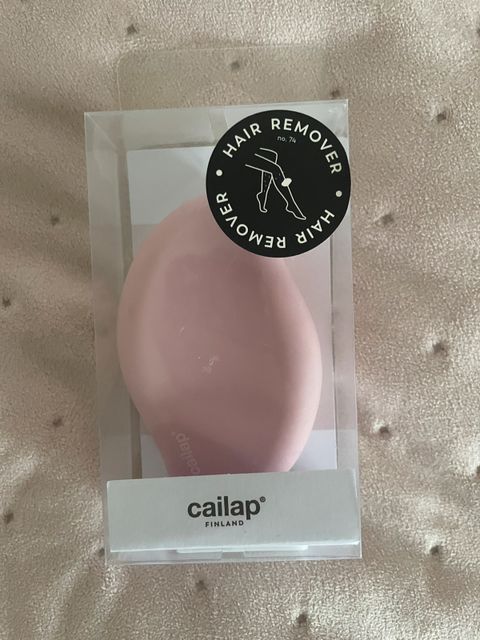 HAIR REMOVER
no. 74
HAIR REMOVER
cailap®
cailap®
FINLAND